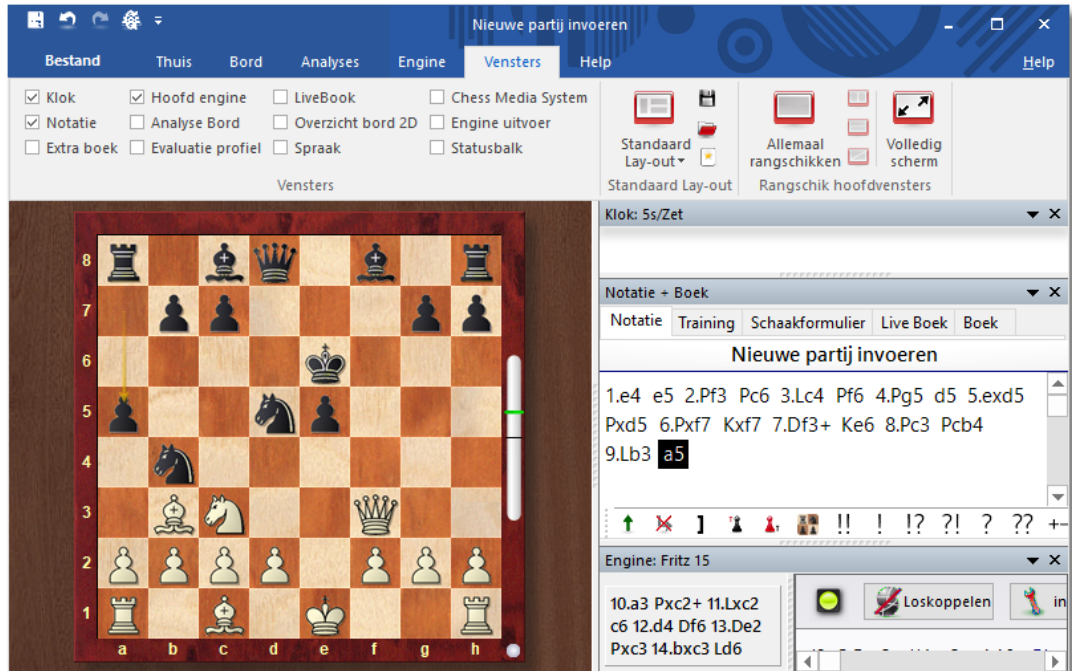 Nieuwe partij invoeren
Bestand Thuis Bord Analyses Engine Vensters Help Help
Klok Hoofd engine LiveBook Chess Media System
Notatie Analyse Bord Overzicht bord 2D Engine uitvoer
Extra boek Evaluatie profiel Spraak Statusbalk
Standaard Lay-out
Allemaal rangschikken
Volledig scherm
Vensters Standaard Lay-out Rangschik hoofdvensters
Klok: 5s/Zet
Notatie + Boek
Notatie Training Schaakformulier Live Boek Boek
Nieuwe partij invoeren
1.e4 e5 2.Pf3 Pc6 3.Lc4 Pf6 4.Pg5 d5 5.exd5
Pxd5 6.Pxf7 Kxf7 7.Df3+ Ke6 8.Pc3 Pcb4
9.Lb3 a5
] !! ! !? ?! ? ?? +-
Engine: Fritz 15
10.a3 Pxc2+ 11.Lxc2
c6 12.d4 Df6 13.De2
Pxc3 14.bxc3 Ld6
Loskoppelen in
8
7
6
5
4
3
2
1
a b c d e f g h